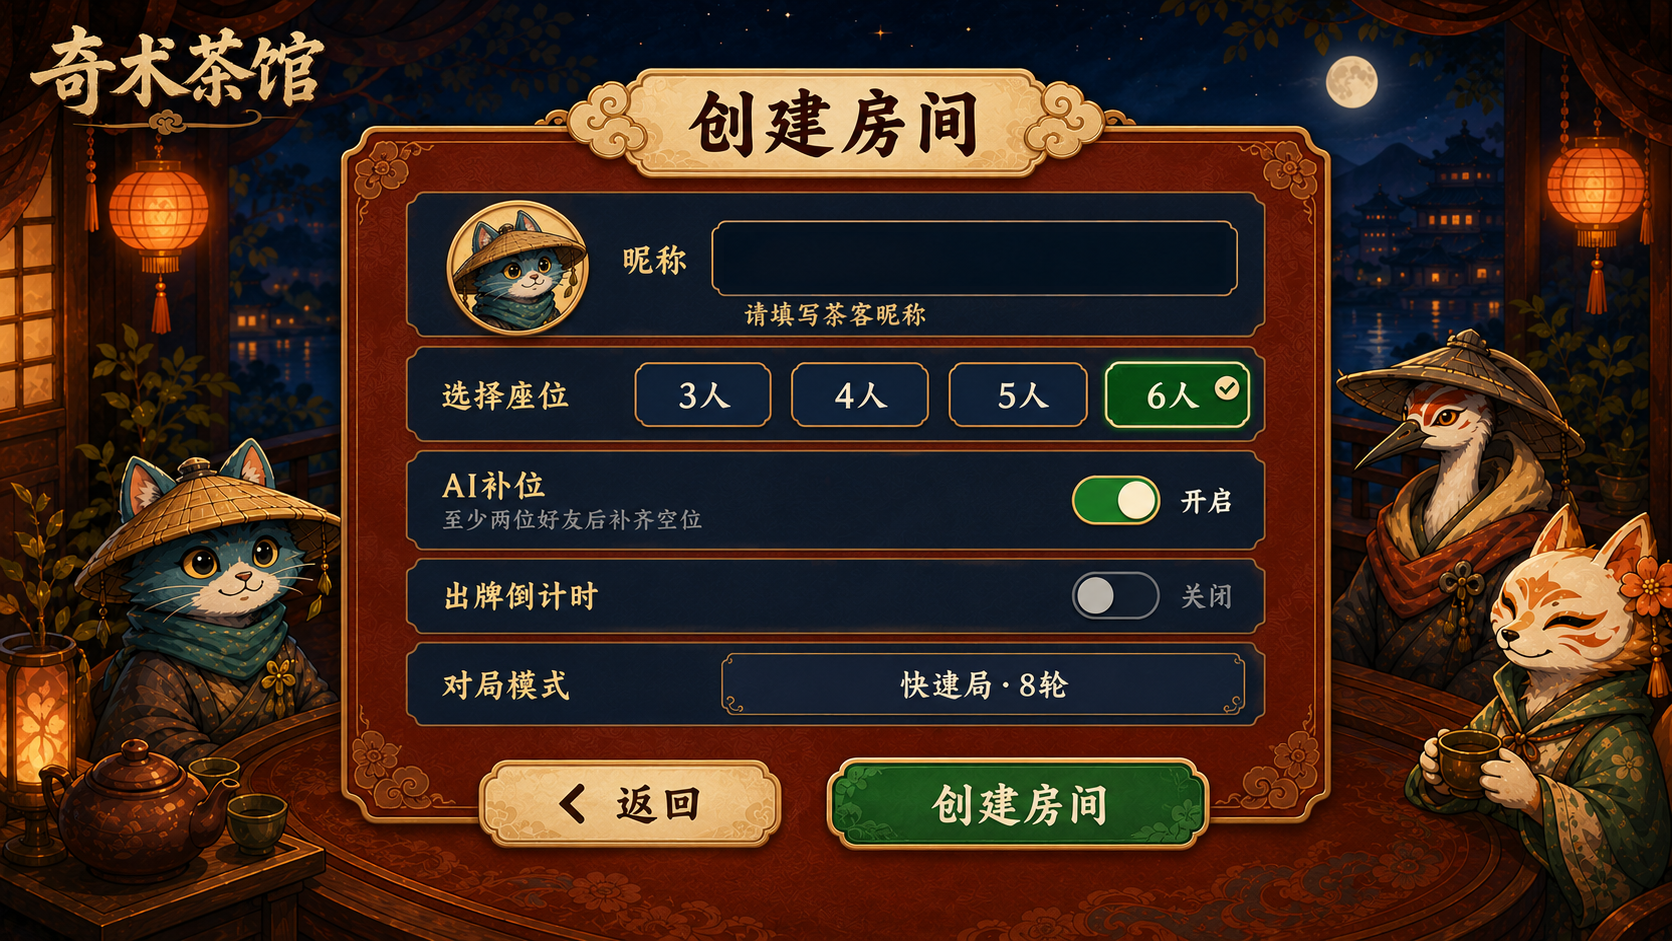 奇术茶馆
创建房间
昵称
请填写茶客昵称
选择座位 3人 4人 5人 6人
AI补位
至少两位好友后补齐空位
开启
出牌倒计时 关闭
对局模式 快速局·8轮
返回 创建房间